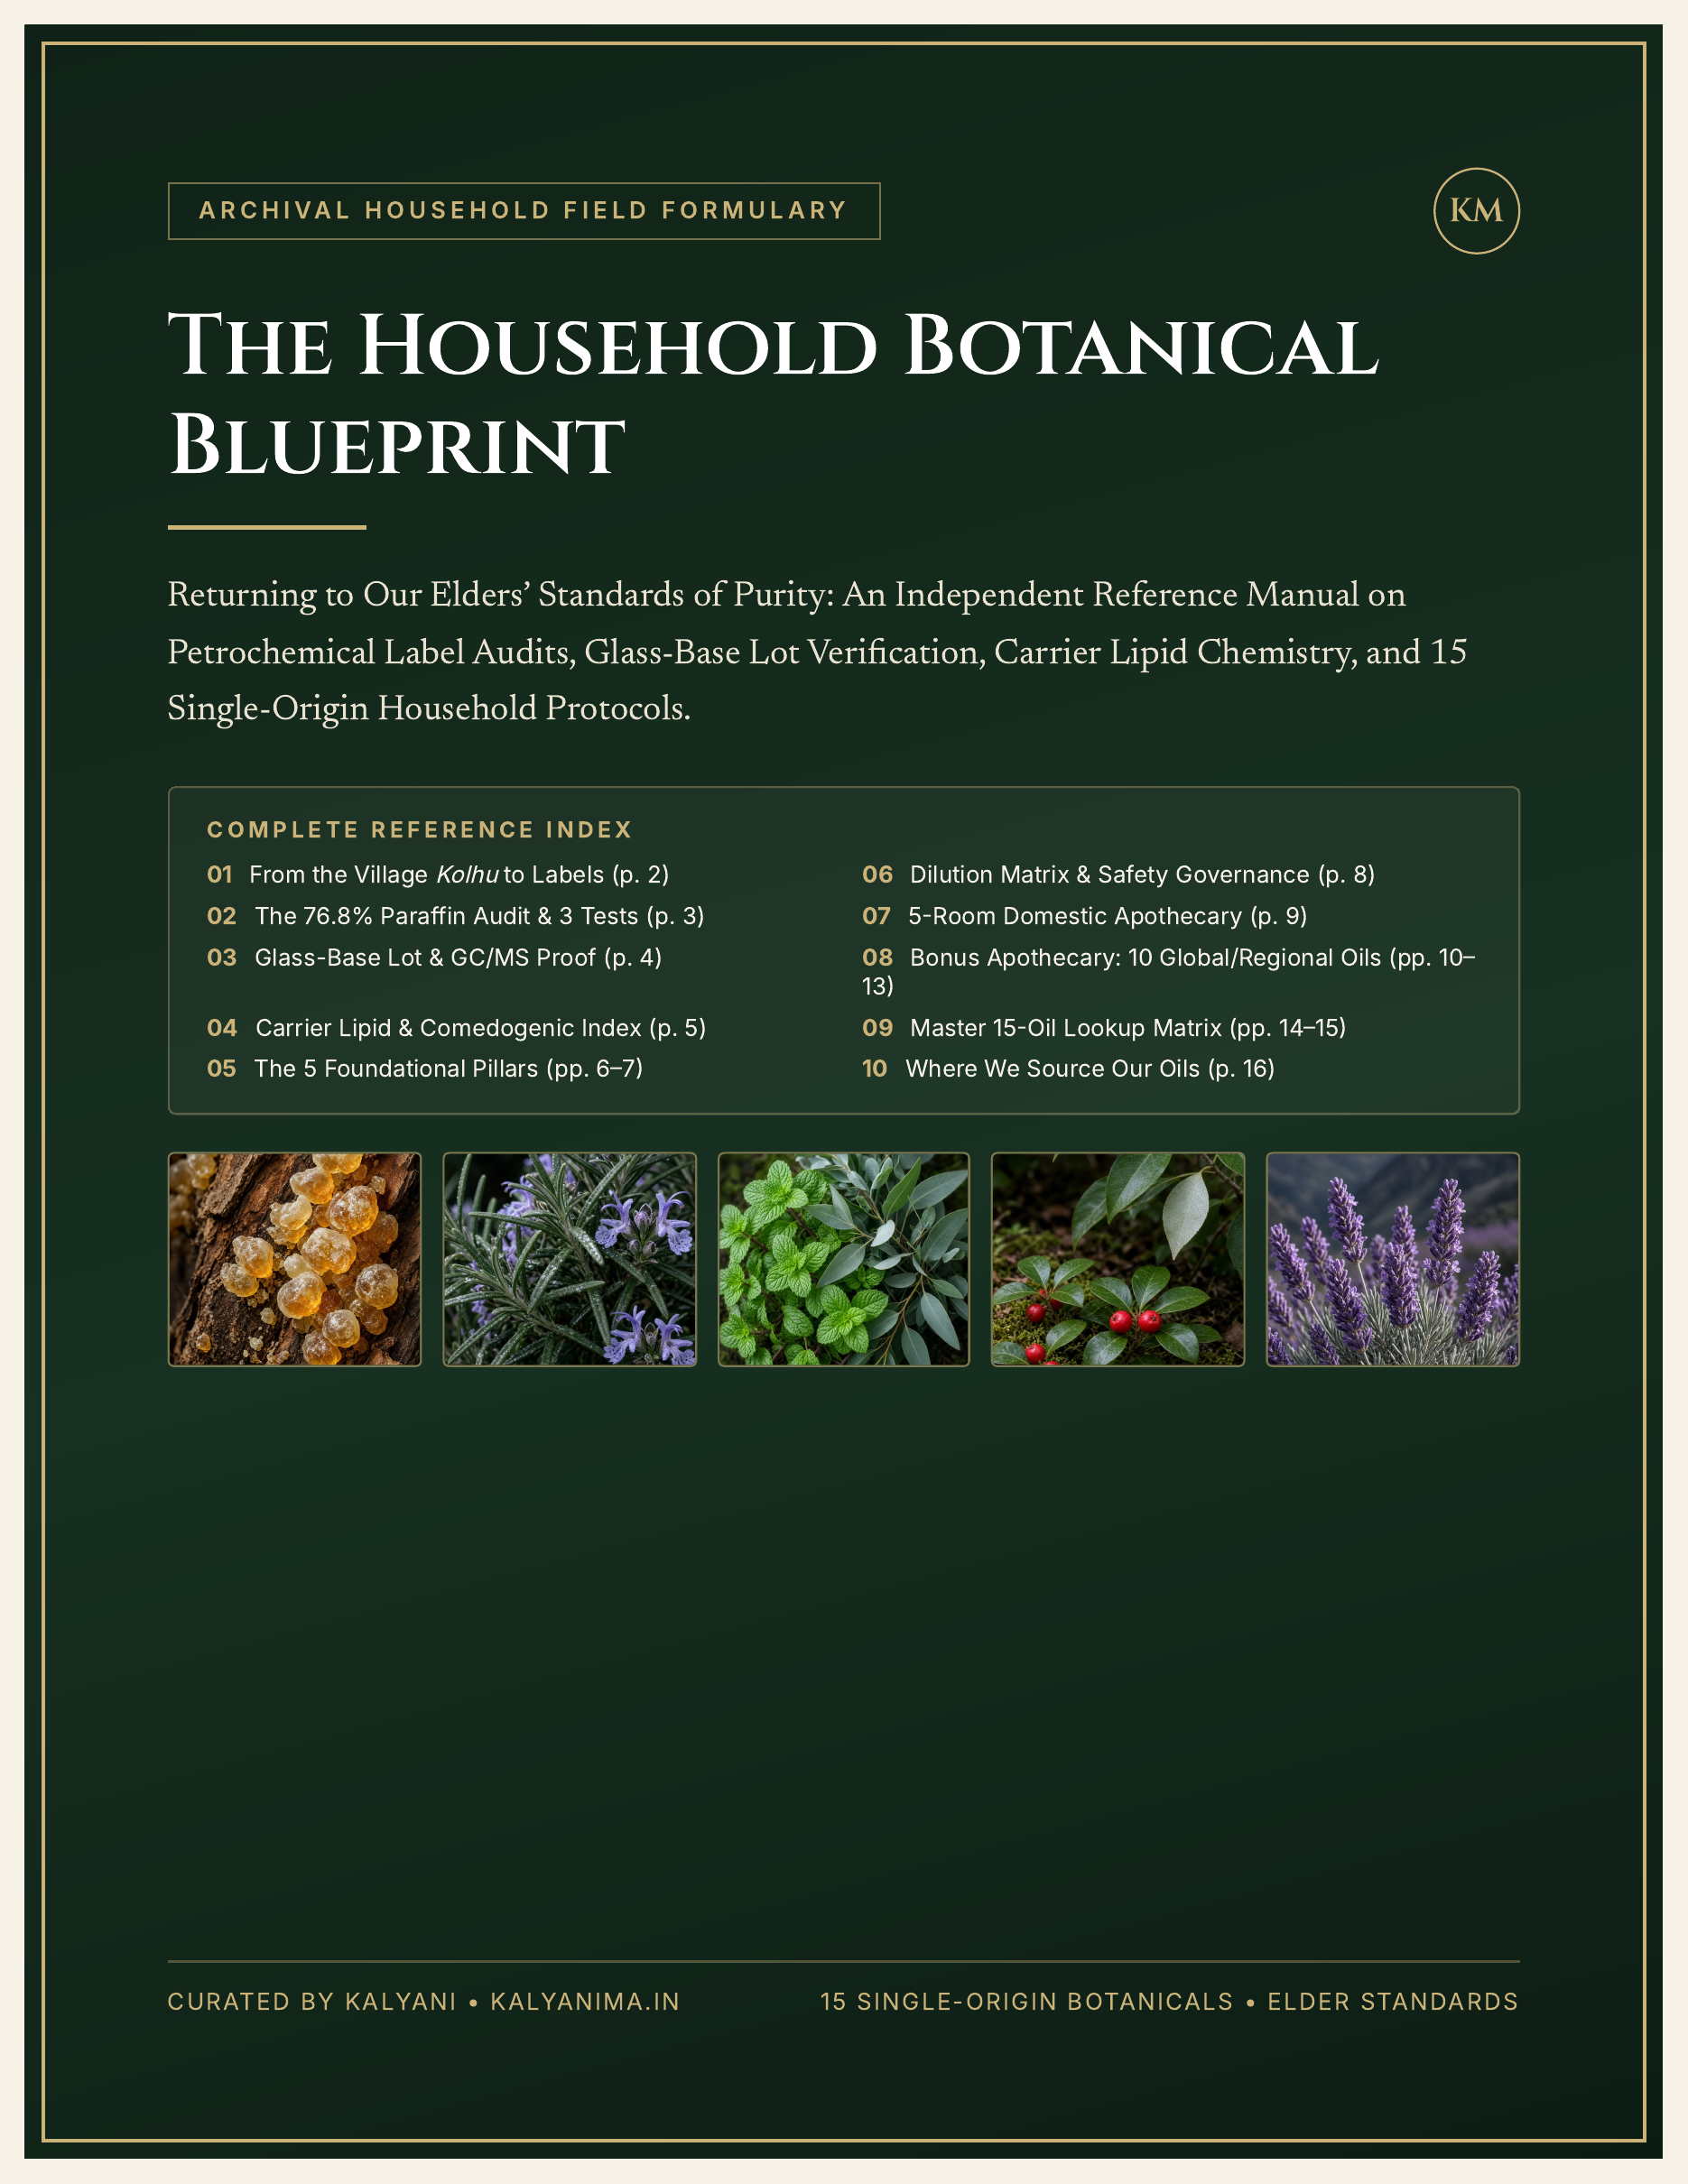 ARCHIVAL HOUSEHOLD FIELD FORMULARY
KM
THE HOUSEHOLD BOTANICAL
BLUEPRINT
Returning to Our Elders’ Standards of Purity: An Independent Reference Manual on
Petrochemical Label Audits, Glass-Base Lot Verification, Carrier Lipid Chemistry, and 15
Single-Origin Household Protocols.
COMPLETE REFERENCE INDEX
01 From the Village Kolhu to Labels (p. 2)
02 The 76.8% Paraffin Audit & 3 Tests (p. 3)
03 Glass-Base Lot & GC/MS Proof (p. 4)
04 Carrier Lipid & Comedogenic Index (p. 5)
05 The 5 Foundational Pillars (pp. 6–7)
06 Dilution Matrix & Safety Governance (p. 8)
07 5-Room Domestic Apothecary (p. 9)
08 Bonus Apothecary: 10 Global/Regional Oils (pp. 10–
13)
09 Master 15-Oil Lookup Matrix (pp. 14–15)
10 Where We Source Our Oils (p. 16)
CURATED BY KALYANI • KALYANIMA.IN
15 SINGLE-ORIGIN BOTANICALS • ELDER STANDARDS